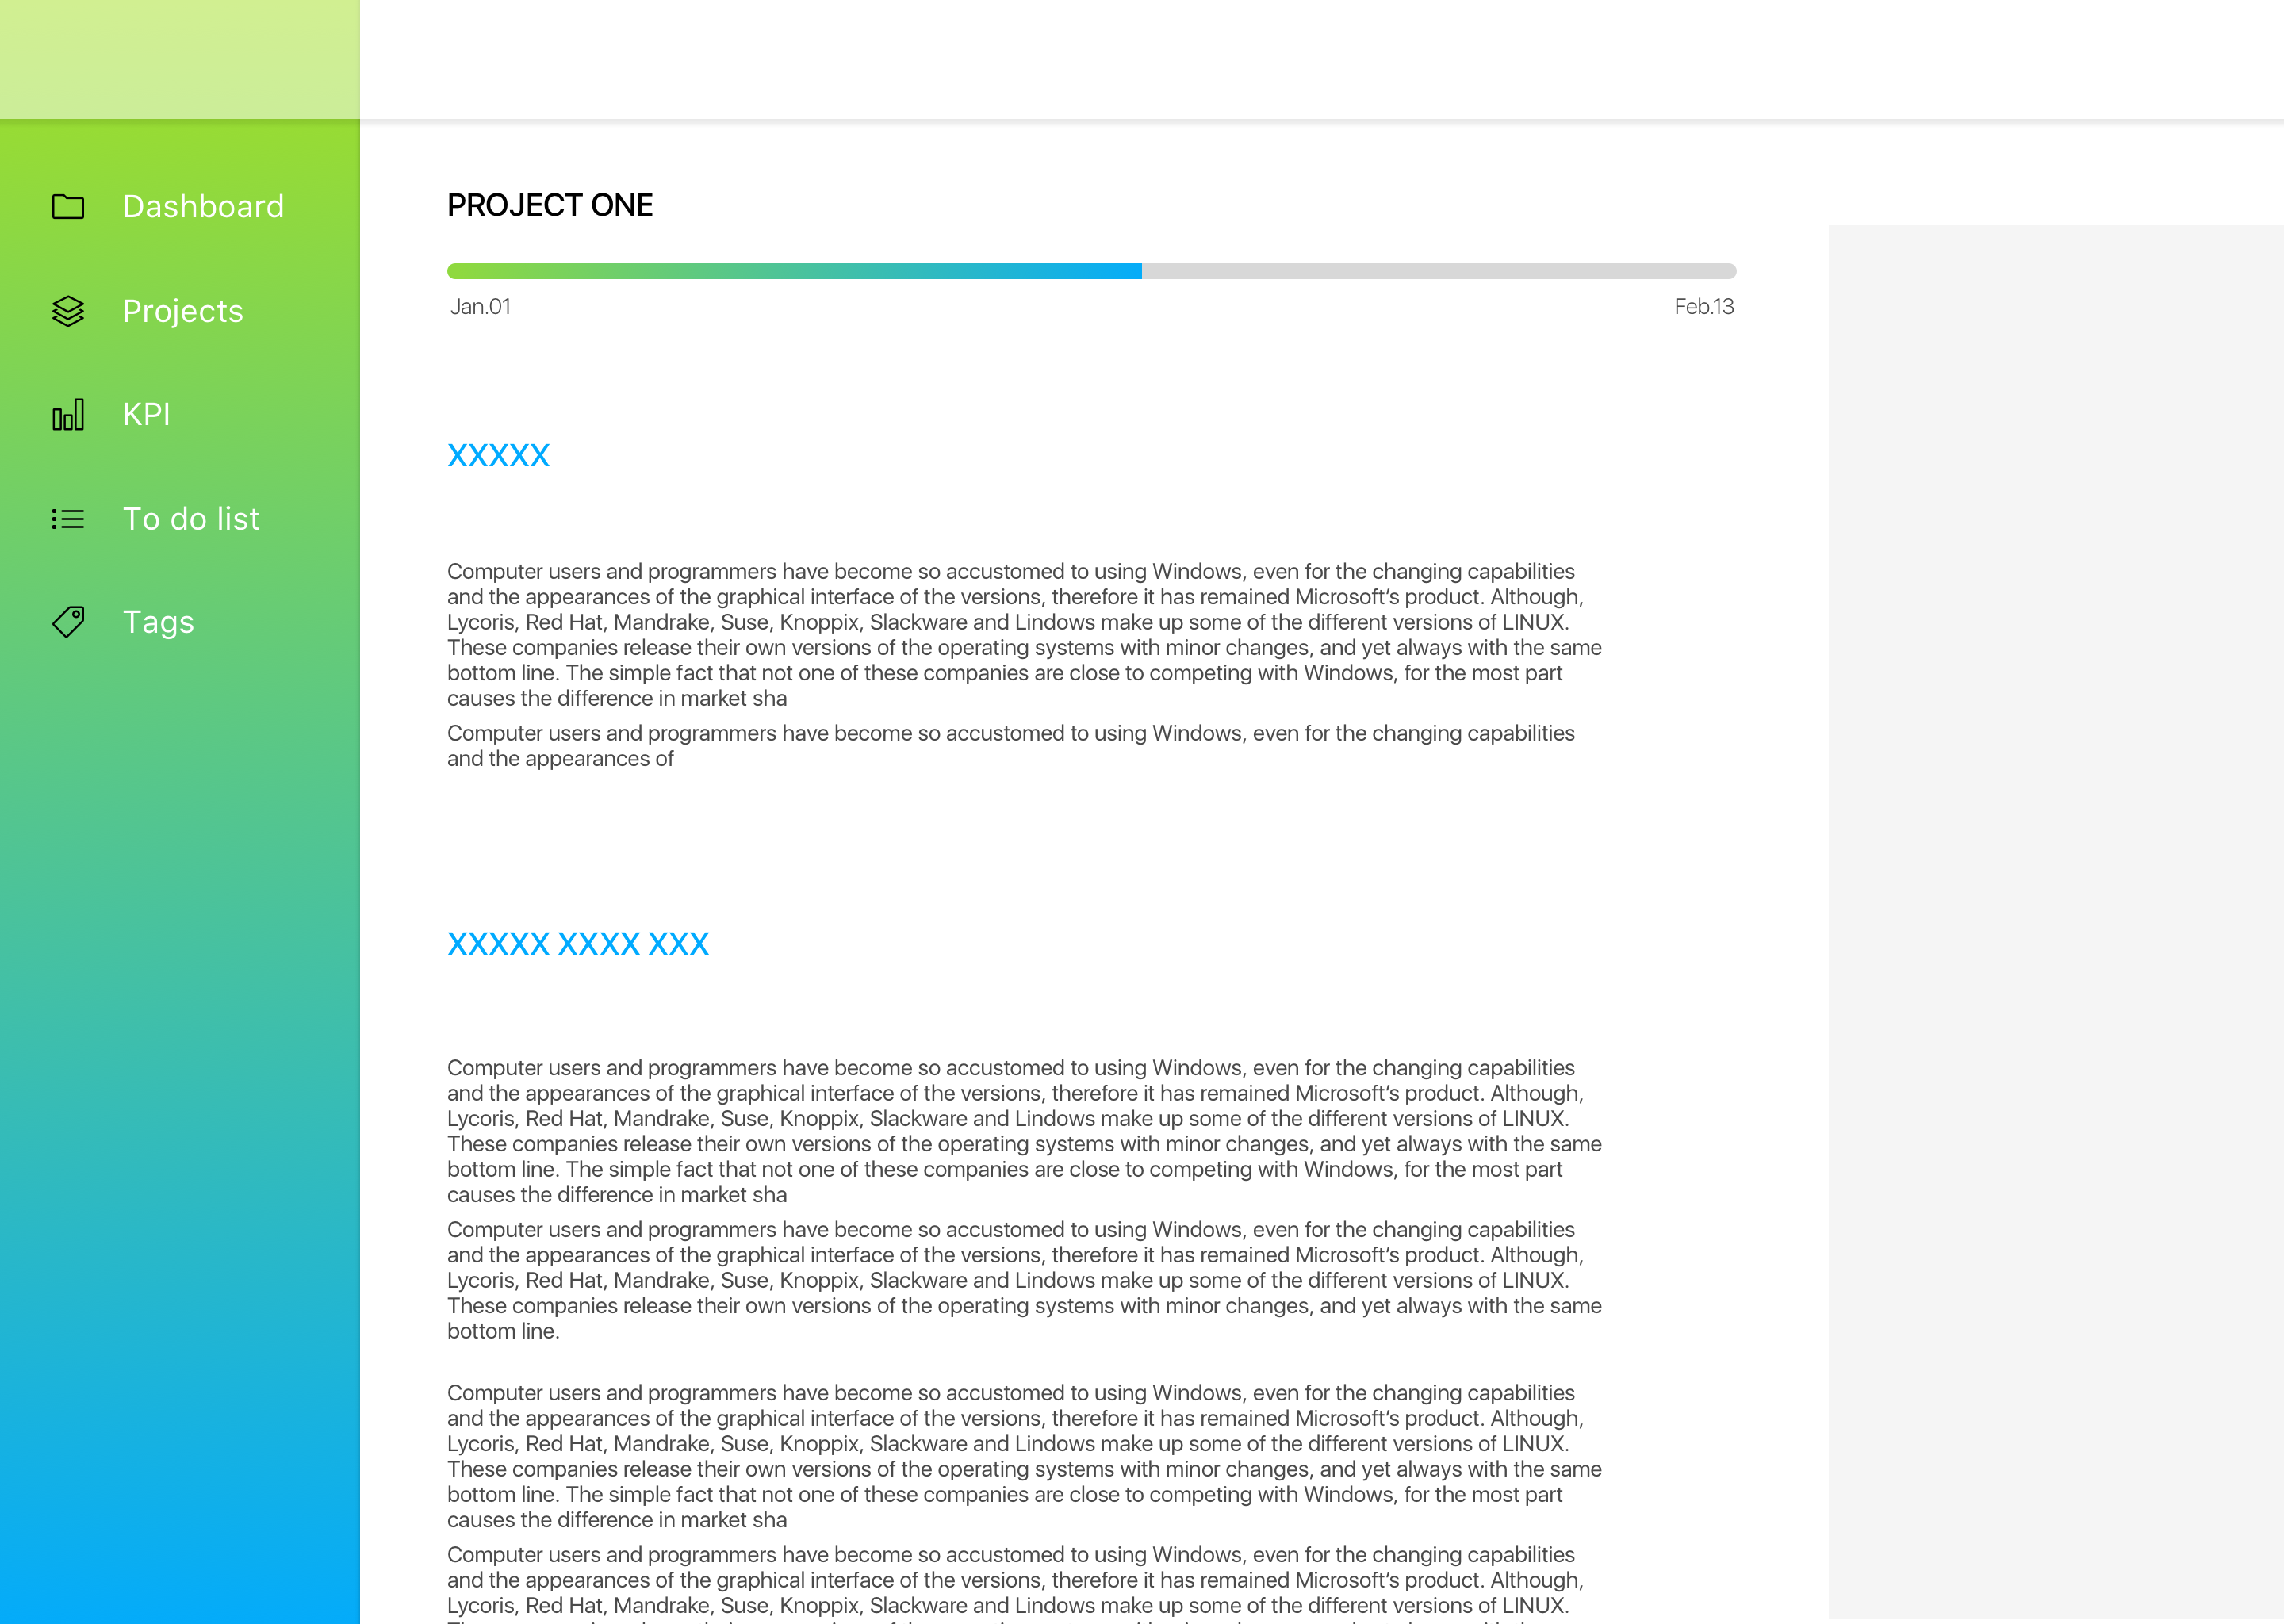 Dashboard
Projects
KPI
To do list
Tags
PROJECT ONE
Jan.01
Feb.13
XXXXX
Computer users and programmers have become so accustomed to using Windows, even for the changing capabilities
and the appearances of the graphical interface of the versions, therefore it has remained Microsoft’s product. Although,
Lycoris, Red Hat, Mandrake, Suse, Knoppix, Slackware and Lindows make up some of the different versions of LINUX.
These companies release their own versions of the operating systems with minor changes, and yet always with the same
bottom line. The simple fact that not one of these companies are close to competing with Windows, for the most part
causes the difference in market sha
Computer users and programmers have become so accustomed to using Windows, even for the changing capabilities
and the appearances of
XXXXX XXXX XXX
Computer users and programmers have become so accustomed to using Windows, even for the changing capabilities
and the appearances of the graphical interface of the versions, therefore it has remained Microsoft’s product. Although,
Lycoris, Red Hat, Mandrake, Suse, Knoppix, Slackware and Lindows make up some of the different versions of LINUX.
These companies release their own versions of the operating systems with minor changes, and yet always with the same
bottom line. The simple fact that not one of these companies are close to competing with Windows, for the most part
causes the difference in market sha
Computer users and programmers have become so accustomed to using Windows, even for the changing capabilities
and the appearances of the graphical interface of the versions, therefore it has remained Microsoft’s product. Although,
Lycoris, Red Hat, Mandrake, Suse, Knoppix, Slackware and Lindows make up some of the different versions of LINUX.
These companies release their own versions of the operating systems with minor changes, and yet always with the same
bottom line.
Computer users and programmers have become so accustomed to using Windows, even for the changing capabilities
and the appearances of the graphical interface of the versions, therefore it has remained Microsoft’s product. Although,
Lycoris, Red Hat, Mandrake, Suse, Knoppix, Slackware and Lindows make up some of the different versions of LINUX.
These companies release their own versions of the operating systems with minor changes, and yet always with the same
bottom line. The simple fact that not one of these companies are close to competing with Windows, for the most part
causes the difference in market sha
Computer users and programmers have become so accustomed to using Windows, even for the changing capabilities
and the appearances of the graphical interface of the versions, therefore it has remained Microsoft’s product. Although,
Lycoris, Red Hat, Mandrake, Suse, Knoppix, Slackware and Lindows make up some of the different versions of LINUX.